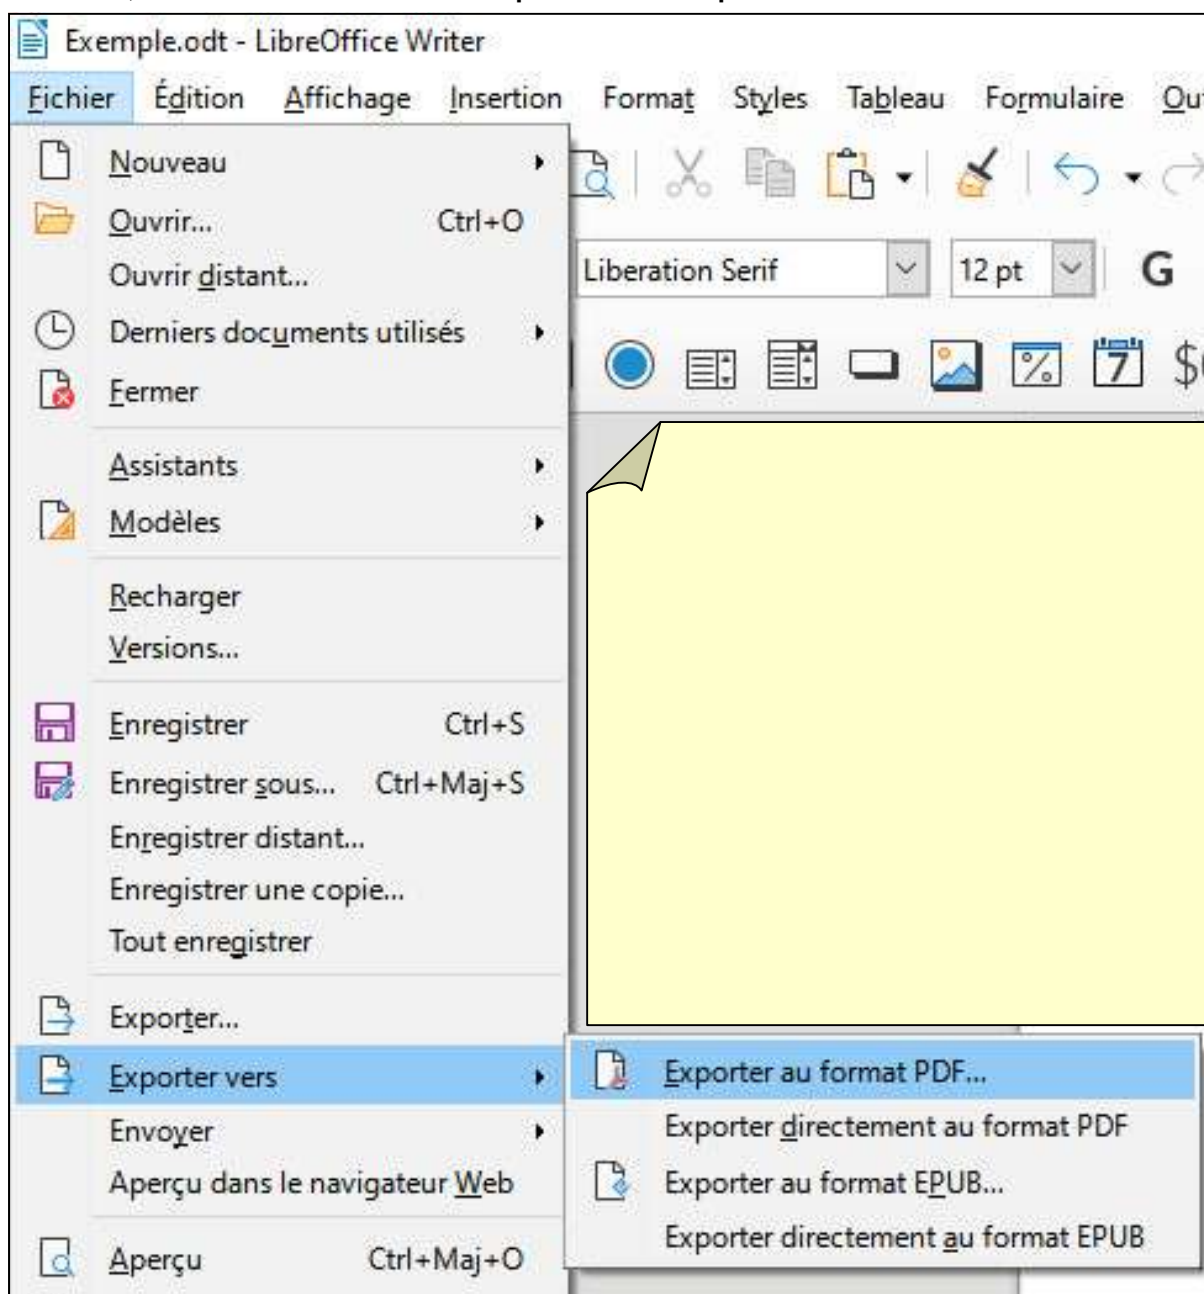 Exemple.odt - LibreOffice Writer
Fichier Édition Affichage Insertion Format Styles Tableau Formulaire
Nouveau
Ouvrir... Ctrl+O
Ouvrir distant...
Liberation Serif 12 pt G
Derniers documents utilisés
7 $
Fermer
Assistants
Modèles
Recharger
Versions...
Enregistrer Ctrl+S
Enregistrer sous... Ctrl+Maj+S
Enregistrer distant...
Enregistrer une copie...
Tout enregistrer
Exporter...
Exporter vers
Exporter au format PDF...
Envoyer
Exporter directement au format PDF
Aperçu dans le navigateur Web
Exporter au format EPUB...
Exporter directement au format EPUB
Aperçu Ctrl+Maj+O